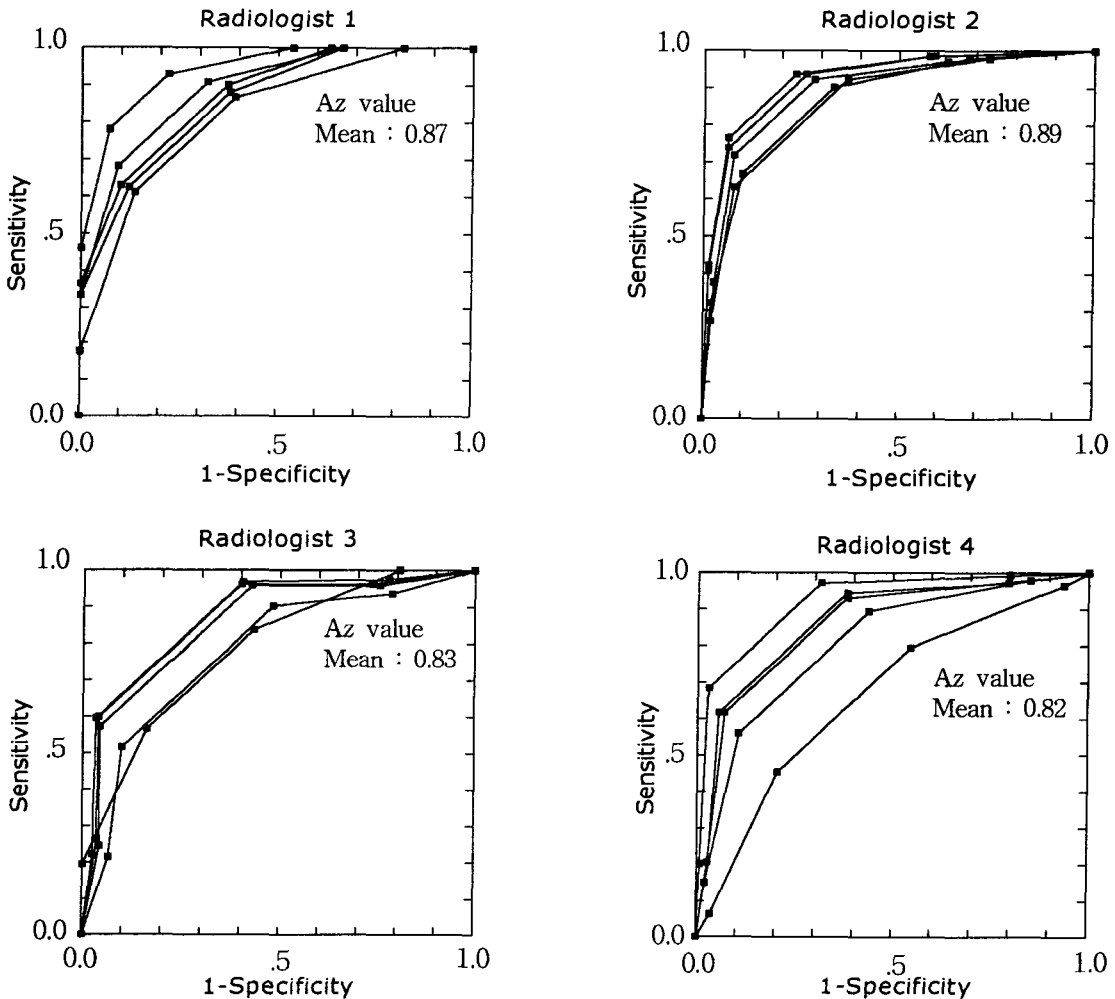 Radiologist 1
1.0
.5
0.0
Sensitivity
Az value
Mean : 0.87
0.0 .5 1.0
1-Specificity
Radiologist 2
1.0
.5
0.0
Sensitivity
Az value
Mean : 0.89
0.0 .5 1.0
1-Specificity
Radiologist 3
1.0
.5
0.0
Sensitivity
Az value
Mean : 0.83
0.0 .5 1.0
1-Specificity
Radiologist 4
1.0
.5
0.0
Sensitivity
Az value
Mean : 0.82
0.0 .5 1.0
1-Specificity